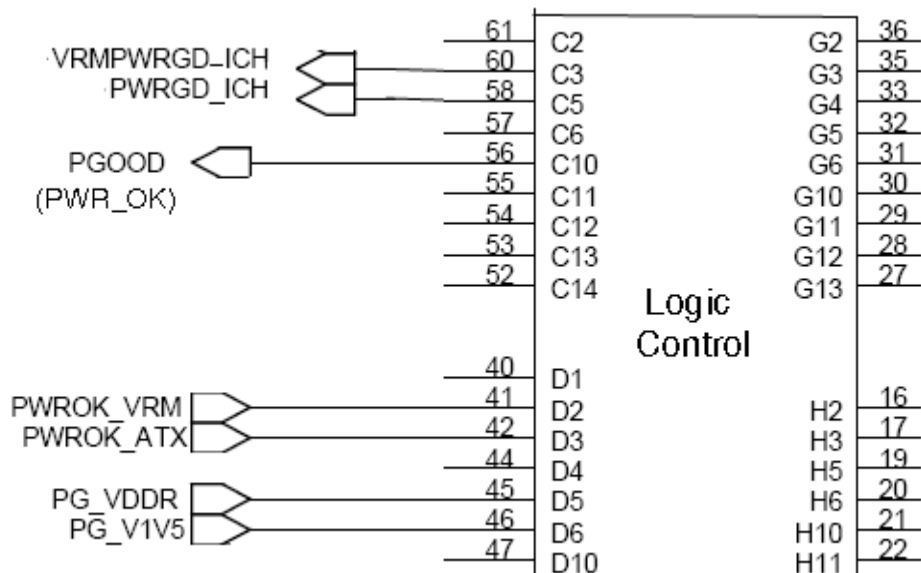 61 C2 G2 36
VRMPWRGD-ICH 60 C3 G3 35
PWRGD_ICH 58 C5 G4 33
57 C6 G5 32
PGOOD 56 C10 G6 31
(PWR_OK) 55 C11 G10 30
54 C12 G11 29
53 C13 G12 28
52 C14 G13 27
Logic
Control
40 D1
PWROK_VRM 41 D2 H2 16
PWROK_ATX 42 D3 H3 17
44 D4 H5 19
PG_VDDR 45 D5 H6 20
PG_V1V5 46 D6 H10 21
47 D10 H11 22